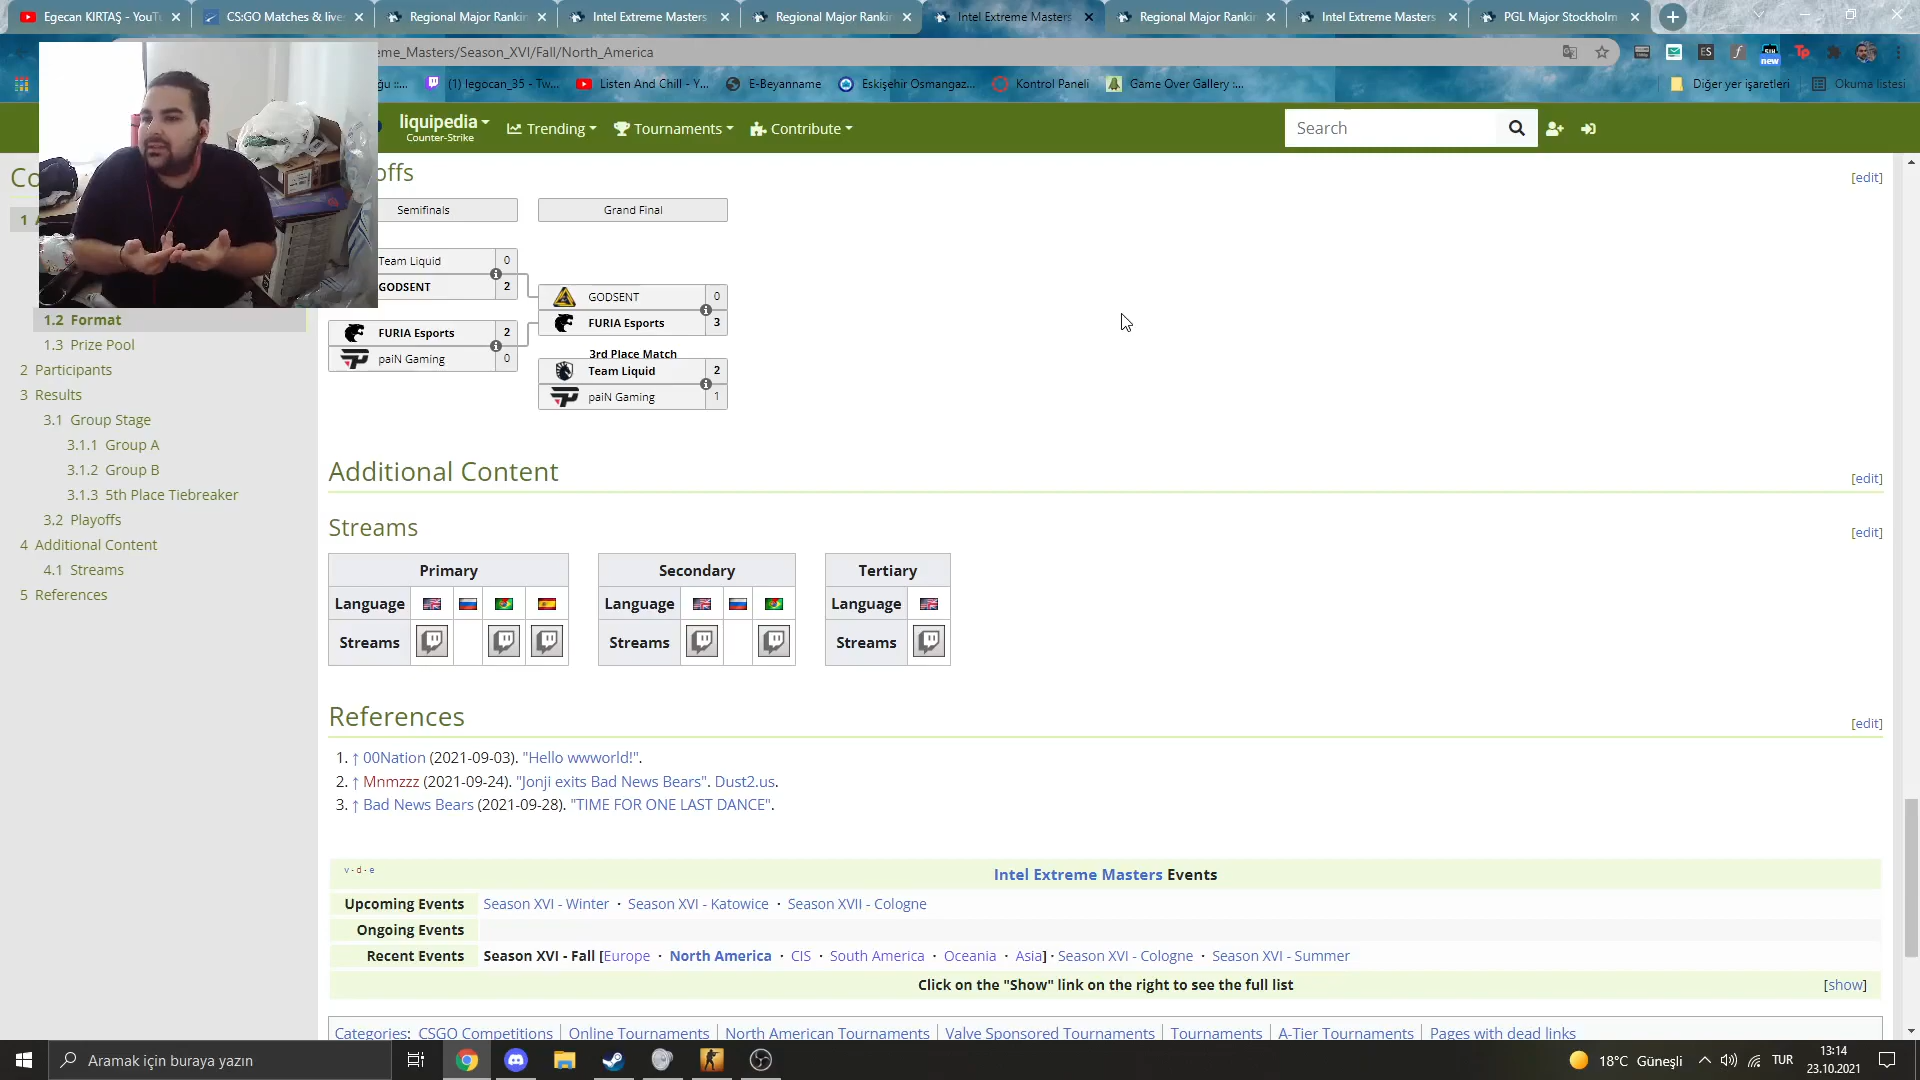 Egecan KIRTAŞ - YouTu
CS:GO Matches & live
Regional Major Rankin
Intel Extreme Masters
Regional Major Rankin
Intel Extreme Masters
Regional Major Rankin
Intel Extreme Masters
PGL Major Stockholm
eme_Masters/Season_XVI/Fall/North_America
ğu ::...
(1) legocan_35 - Tw...
Listen And Chill - Y...
E-Beyanname
Eskişehir Osmangaz...
Kontrol Paneli
Game Over Gallery :...
Diğer yer işaretleri
Okuma listesi
ES
new
liquipedia
Counter-Strike
Trending
Tournaments
Contribute
Search
Co
1 A
1.2 Format
1.3 Prize Pool
2 Participants
3 Results
3.1 Group Stage
3.1.1 Group A
3.1.2 Group B
3.1.3 5th Place Tiebreaker
3.2 Playoffs
4 Additional Content
4.1 Streams
5 References
offs
[edit]
Semifinals
Grand Final
Team Liquid 0
GODSENT 2
FURIA Esports 2
paiN Gaming 0
GODSENT 0
FURIA Esports 3
3rd Place Match
Team Liquid 2
paiN Gaming 1
Additional Content
[edit]
Streams
[edit]
Primary
Language
Streams
Secondary
Language
Streams
Tertiary
Language
Streams
References
[edit]
1. ↑ 00Nation (2021-09-03). "Hello wwworld!".
2. ↑ Mnmzzz (2021-09-24). "Jonji exits Bad News Bears". Dust2.us.
3. ↑ Bad News Bears (2021-09-28). "TIME FOR ONE LAST DANCE".
v · d · e
Intel Extreme Masters Events
Upcoming Events Season XVI - Winter · Season XVI - Katowice · Season XVII - Cologne
Ongoing Events
Recent Events Season XVI - Fall [Europe · North America · CIS · South America · Oceania · Asia] · Season XVI - Cologne · Season XVI - Summer
Click on the "Show" link on the right to see the full list
[show]
Categories: CSGO Competitions | Online Tournaments | North American Tournaments | Valve Sponsored Tournaments | Tournaments | A-Tier Tournaments | Pages with dead links
Aramak için buraya yazın
18°C Güneşli
TUR
13:14
23.10.2021